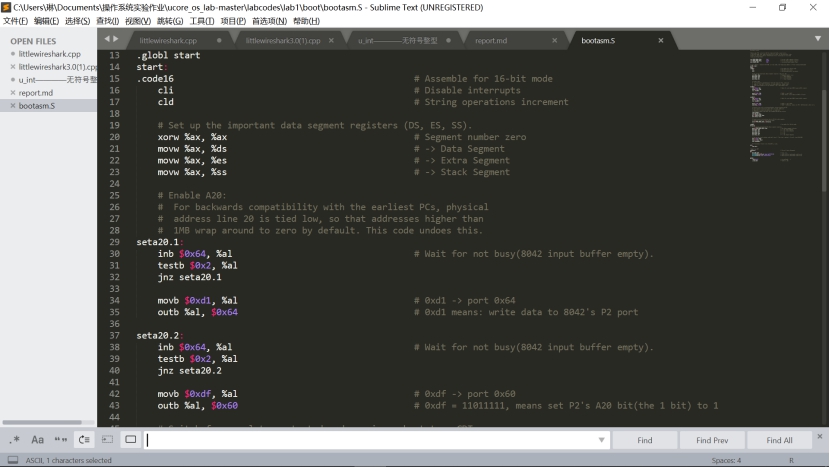 C:\Users\琳\Documents\操作系统实验作业\ucore_os_lab-master\labcodes\lab1\boot\bootasm.S - Sublime Text (UNREGISTERED)
文件(F) 编辑(E) 选择(S) 查找(I) 视图(V) 跳转(G) 工具(T) 项目(P) 首选项(N) 帮助(H)
OPEN FILES
littlewireshark.cpp
littlewireshark3.0(1).cpp
u_int————无符号整
report.md
bootasm.S
littlewireshark.cpp
littlewireshark3.0(1).cpp
u_int————无符号整型
report.md
bootasm.S
13 .globl start
14 start:
15 .code16 # Assemble for 16-bit mode
16 cli # Disable interrupts
17 cld # String operations increment
18
19 # Set up the important data segment registers (DS, ES, SS).
20 xorw %ax, %ax # Segment number zero
21 movw %ax, %ds # -> Data Segment
22 movw %ax, %es # -> Extra Segment
23 movw %ax, %ss # -> Stack Segment
24
25 # Enable A20:
26 # For backwards compatibility with the earliest PCs, physical
27 # address line 20 is tied low, so that addresses higher than
28 # 1MB wrap around to zero by default. This code undoes this.
29 seta20.1:
30 inb $0x64, %al # Wait for not busy(8042 input buffer empty).
31 testb $0x2, %al
32 jnz seta20.1
33
34 movb $0xd1, %al # 0xd1 -> port 0x64
35 outb %al, $0x64 # 0xd1 means: write data to 8042's P2 port
36
37 seta20.2:
38 inb $0x64, %al # Wait for not busy(8042 input buffer empty).
39 testb $0x2, %al
40 jnz seta20.2
41
42 movb $0xdf, %al # 0xdf -> port 0x60
43 outb %al, $0x60 # 0xdf = 11011111, means set P2's A20 bit(the 1 bit) to 1
44
.* Aa “”
Find
Find Prev
Find All
ASCII, 1 characters selected
Spaces: 4
R